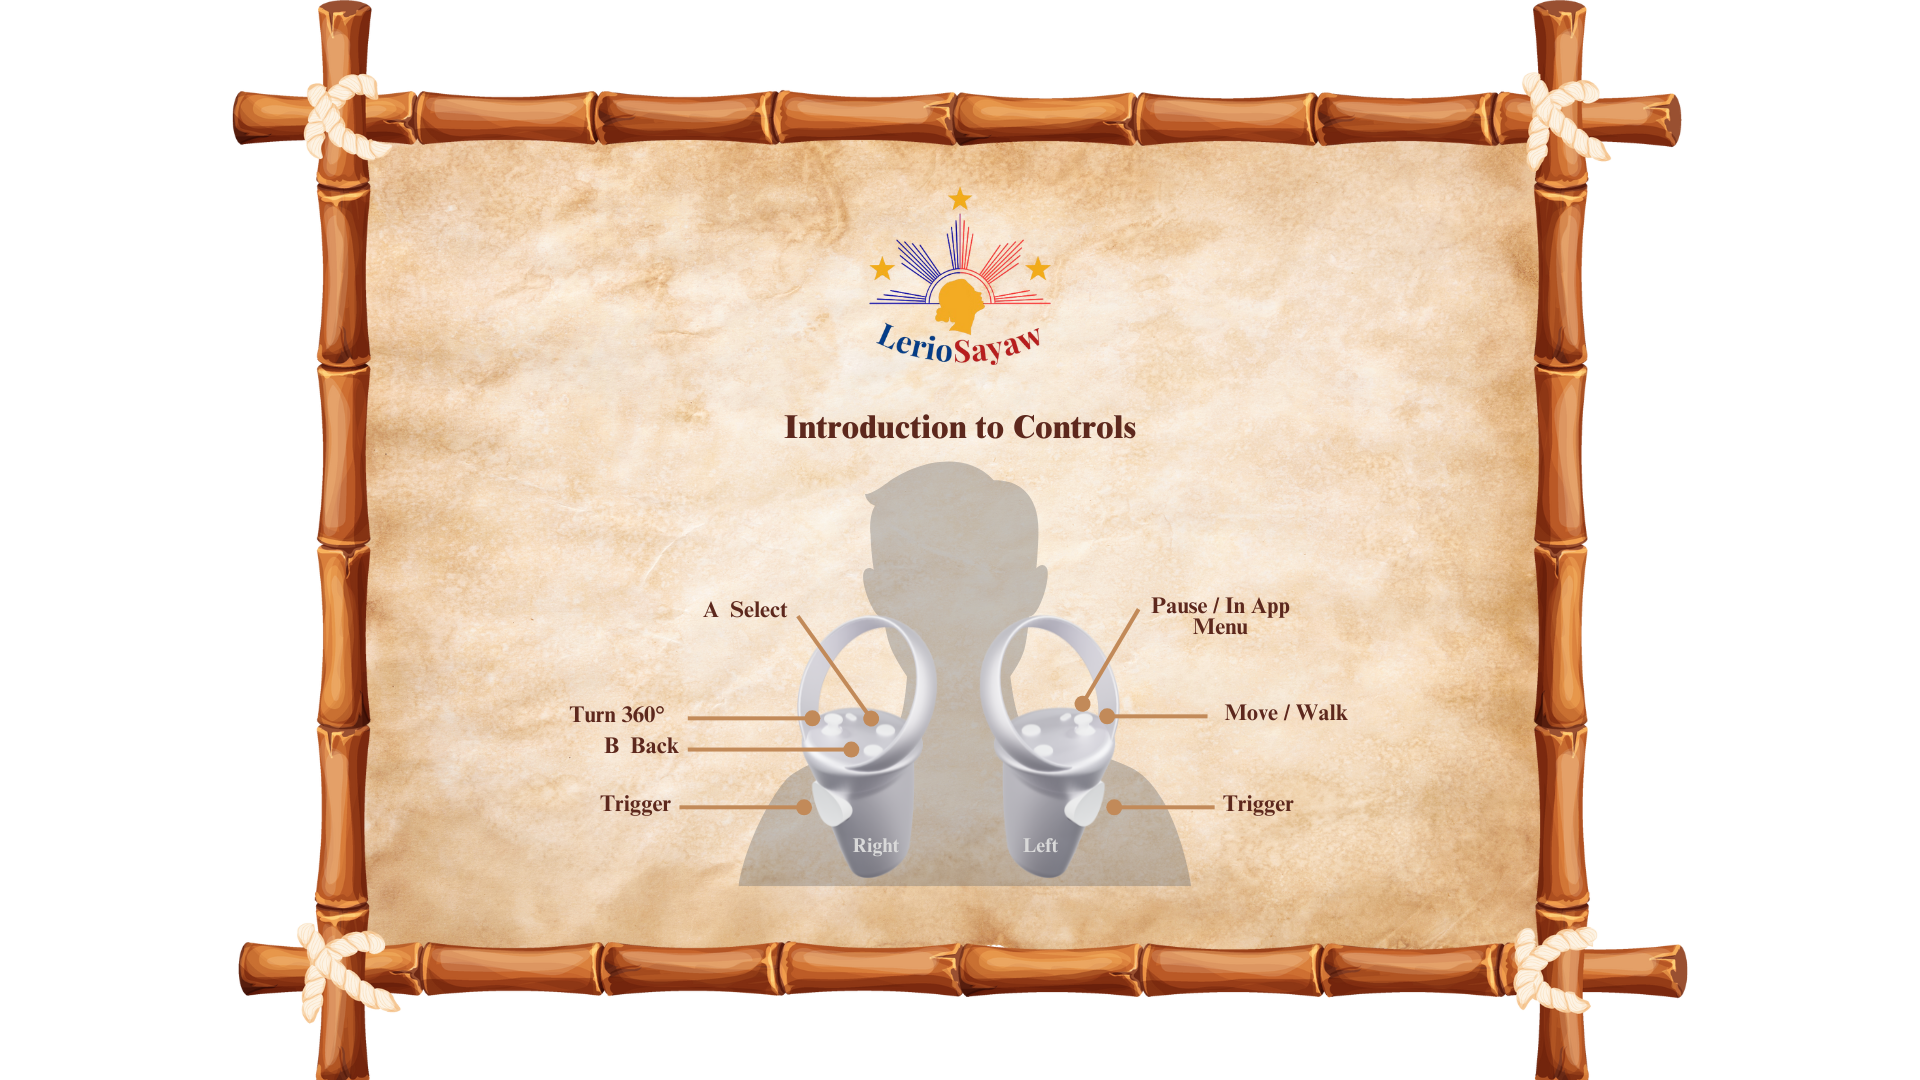 LerioSayaw
Introduction to Controls
A Select
Turn 360°
B Back
Trigger
Right
Pause / In App
Menu
Move / Walk
Trigger
Left